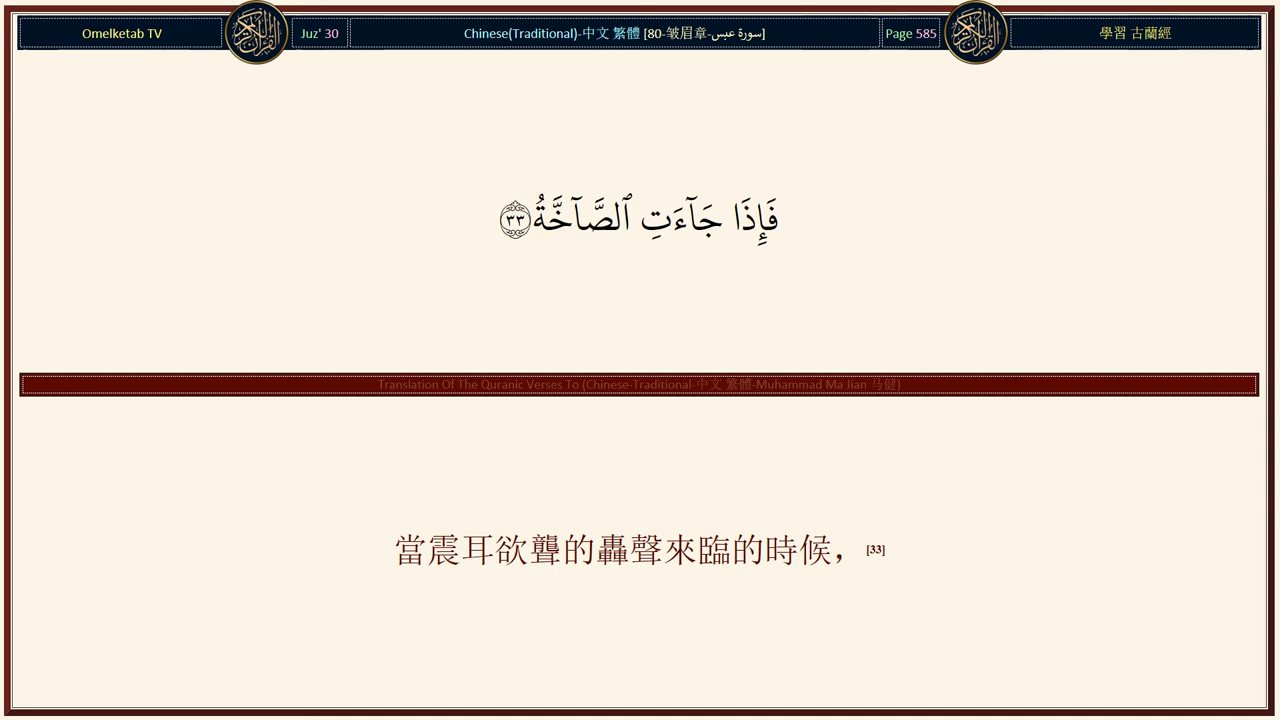 Omelketab TV
Juz' 30
Chinese(Traditional)-中文 繁體 [80-皱眉章-سورة عبس]
Page 585
學習 古蘭經
فَإِذَا جَآءَتِ ٱلصَّآخَّةُ ٣٣
Translation Of The Quranic Verses To (Chinese-Traditional-中文 繁體-Muhammad Ma Jian 马健)
當震耳欲聾的轟聲來臨的時候， [33]